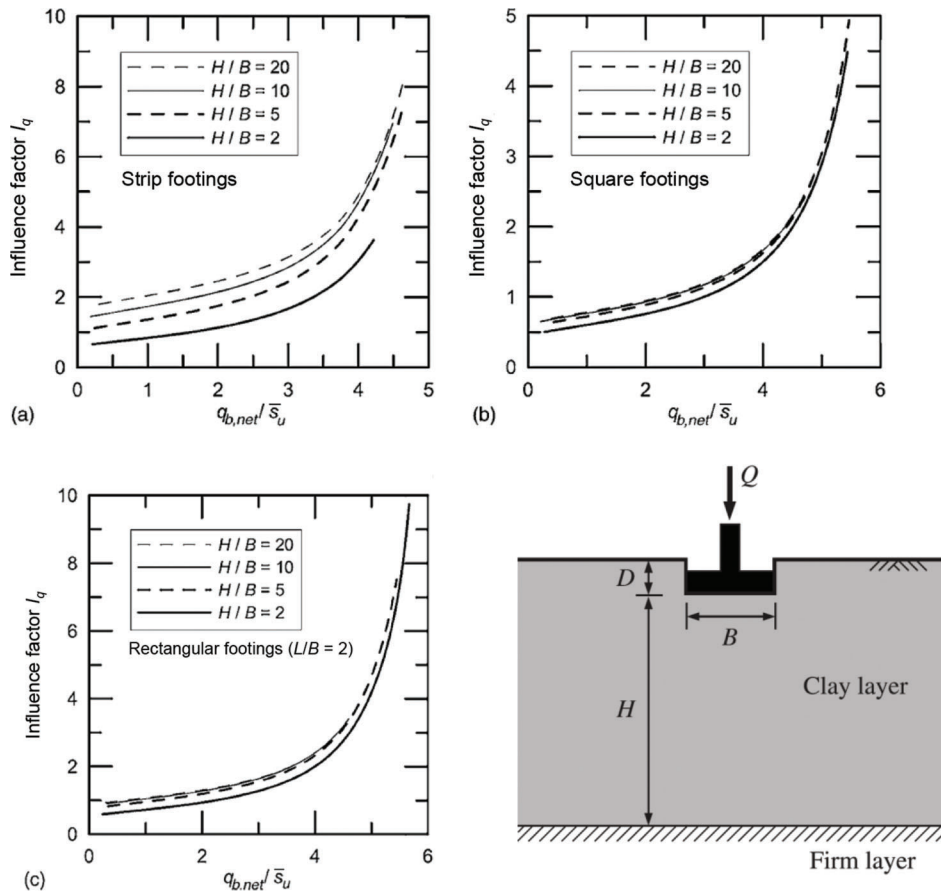 10
8
6
4
2
0
Influence factor I_q
H / B = 20
H / B = 10
H / B = 5
H / B = 2
Strip footings
0 1 2 3 4 5
q_b,net / s̅_u
(a)
5
4
3
2
1
0
Influence factor I_q
H / B = 20
H / B = 10
H / B = 5
H / B = 2
Square footings
0 2 4 6
q_b,net / s̅_u
(b)
10
8
6
4
2
0
Influence factor I_q
H / B = 20
H / B = 10
H / B = 5
H / B = 2
Rectangular footings (L/B = 2)
0 2 4 6
q_b,net / s̅_u
(c)
Q
D
B
H
Clay layer
Firm layer